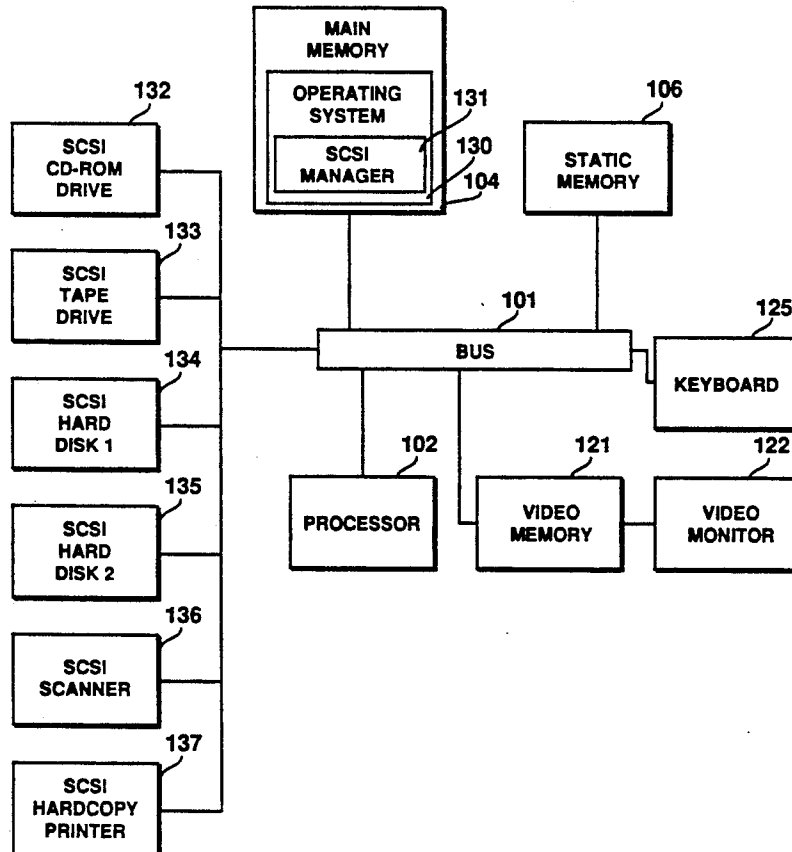 MAIN
MEMORY
OPERATING
SYSTEM
131
SCSI
MANAGER
130
104
132
SCSI
CD-ROM
DRIVE
106
STATIC
MEMORY
133
SCSI
TAPE
DRIVE
101
BUS
125
KEYBOARD
134
SCSI
HARD
DISK 1
102
PROCESSOR
121
VIDEO
MEMORY
122
VIDEO
MONITOR
135
SCSI
HARD
DISK 2
136
SCSI
SCANNER
137
SCSI
HARDCOPY
PRINTER